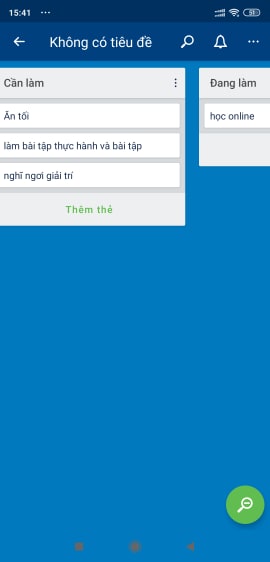 15:41
Không có tiêu đề
Cần làm
Đang làm
Ăn tối
học online
làm bài tập thực hành và bài tập
nghĩ ngơi giải trí
Thêm thẻ